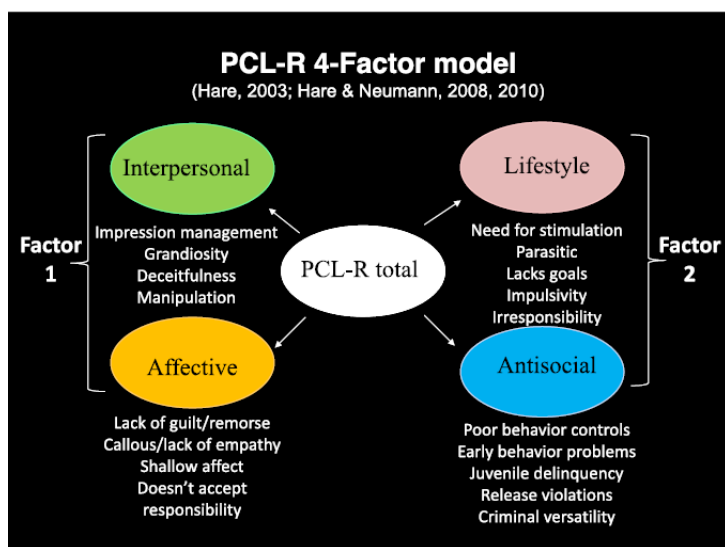 PCL-R 4-Factor model
(Hare, 2003; Hare & Neumann, 2008, 2010)
Interpersonal
Impression management
Grandiosity
Deceitfulness
Manipulation
Factor
1
Affective
Lack of guilt/remorse
Callous/lack of empathy
Shallow affect
Doesn't accept
responsibility
PCL-R total
Lifestyle
Need for stimulation
Parasitic
Lacks goals
Impulsivity
Irresponsibility
Factor
2
Antisocial
Poor behavior controls
Early behavior problems
Juvenile delinquency
Release violations
Criminal versatility